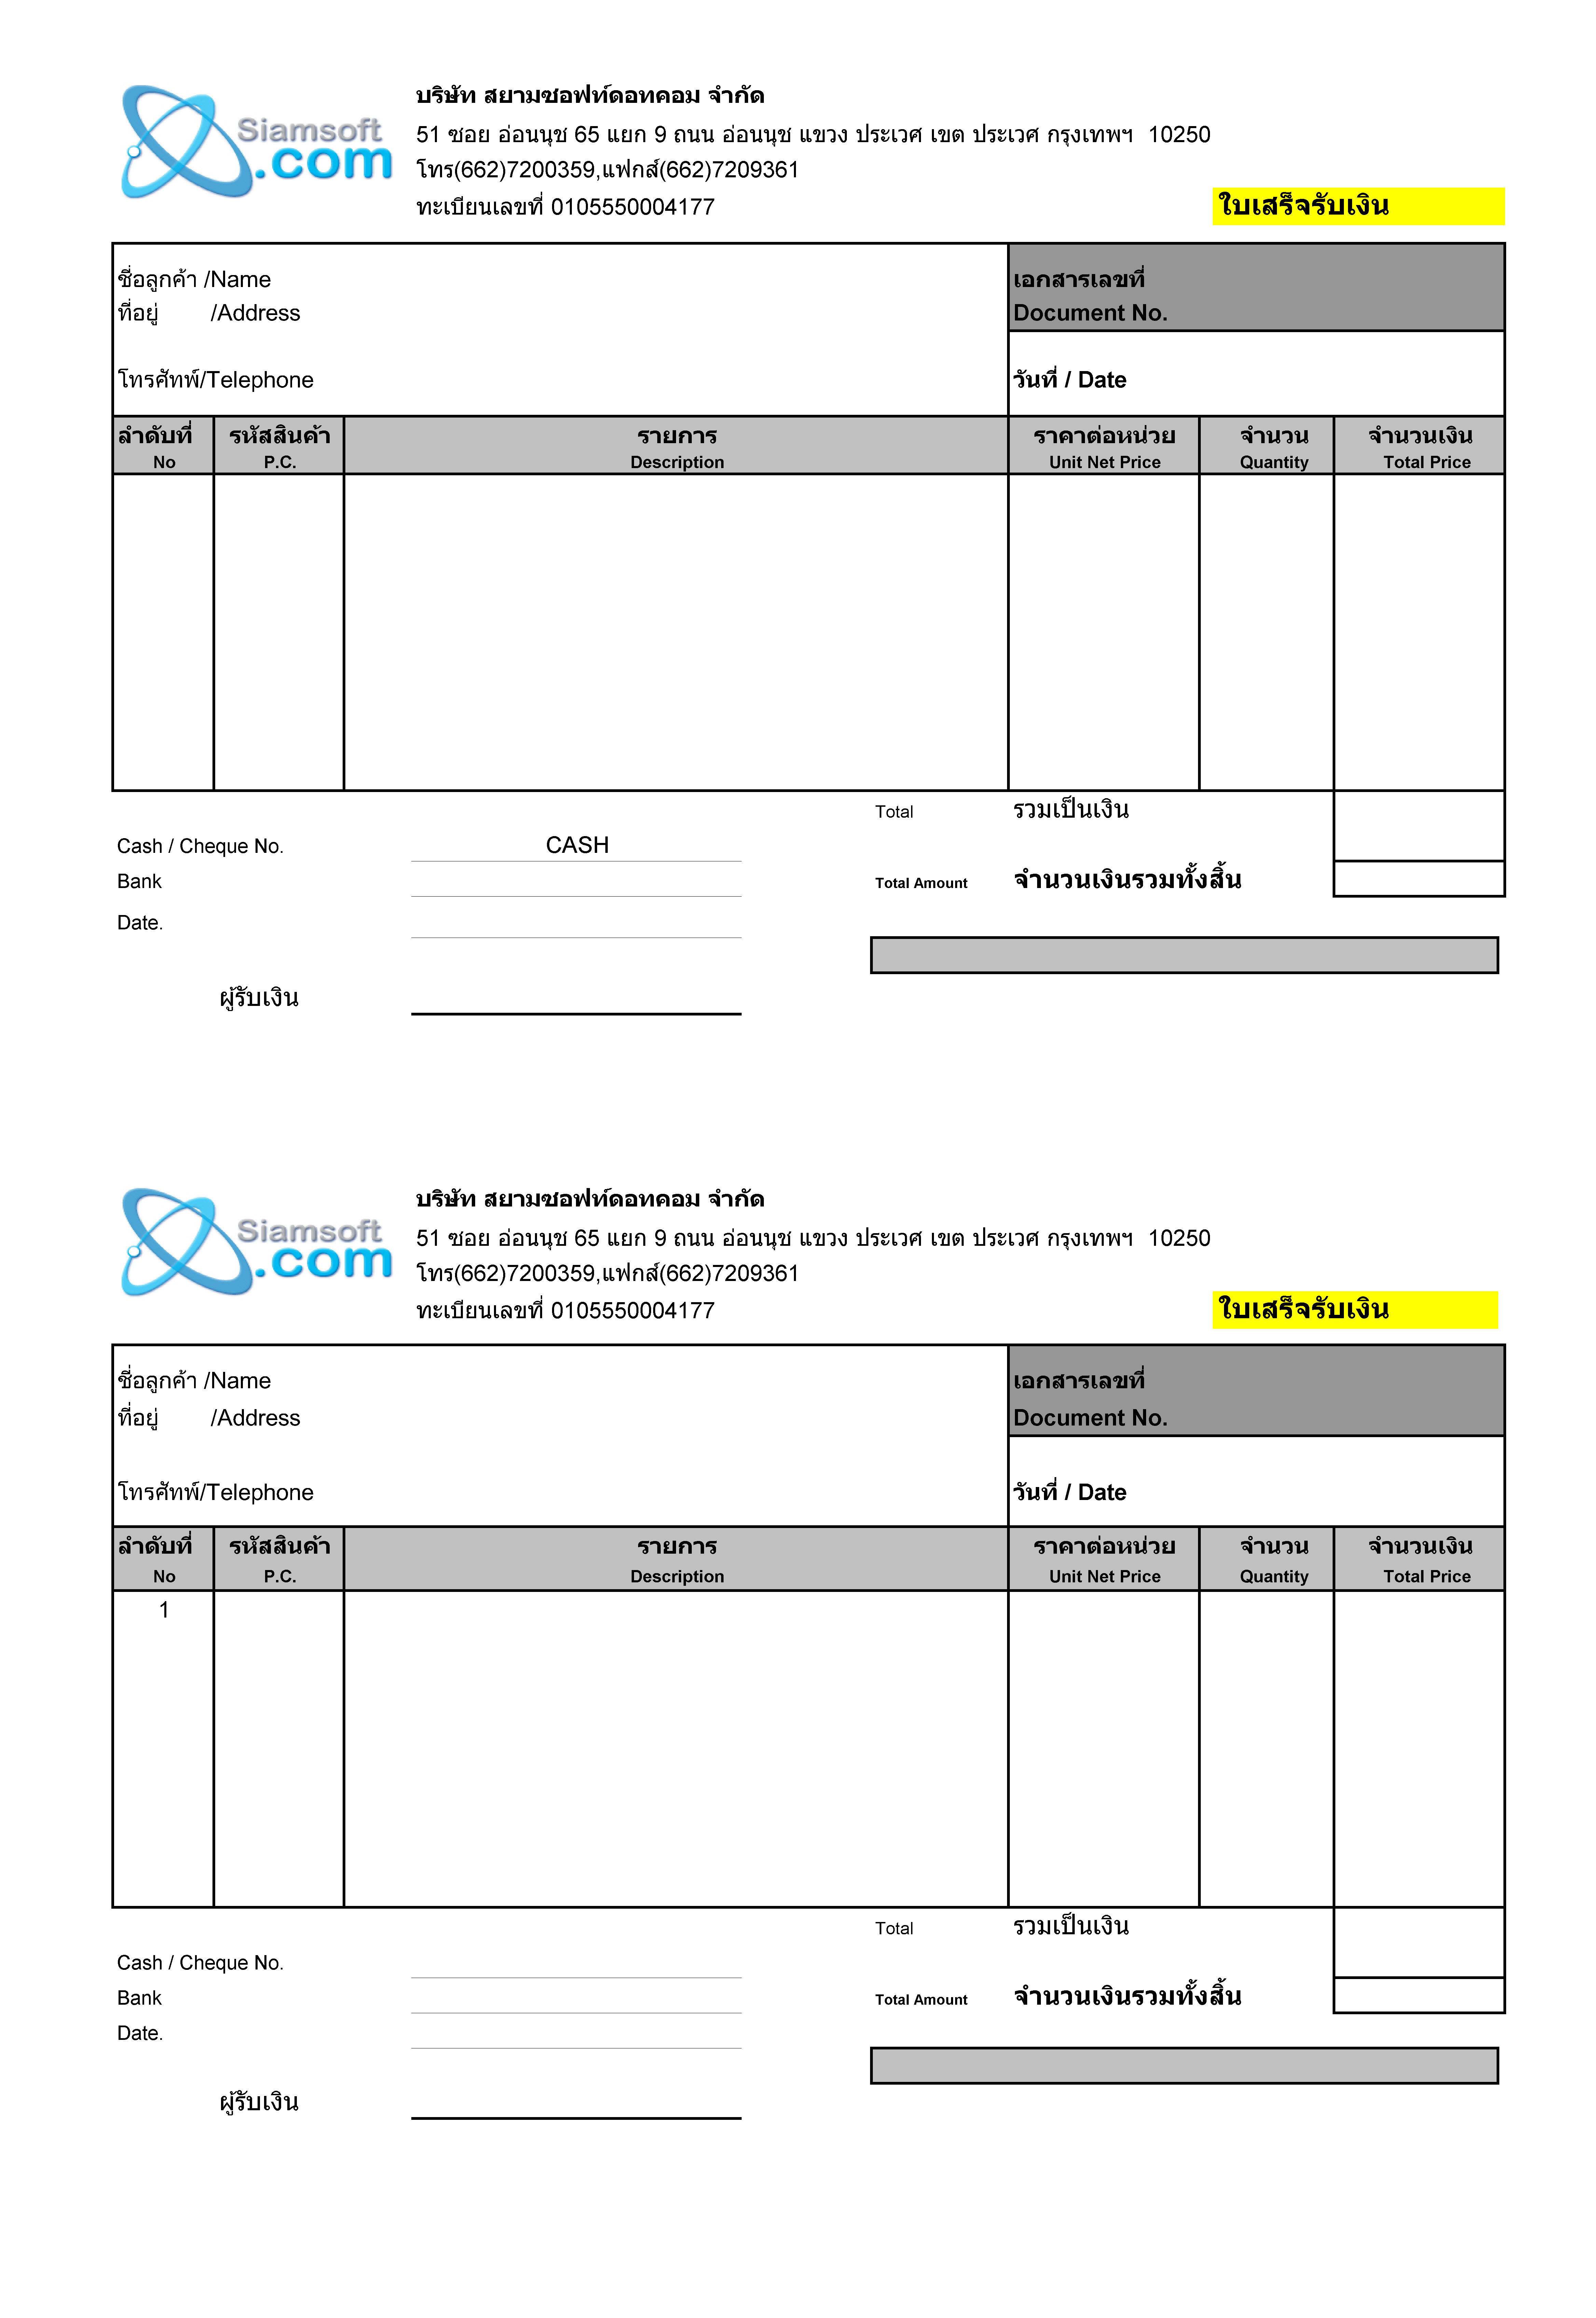 Siamsoft
.com
บริษัท สยามซอฟท์ดอทคอม จำกัด
51 ซอย อ่อนนุช 65 แยก 9 ถนน อ่อนนุช แขวง ประเวศ เขต ประเวศ กรุงเทพฯ 10250
โทร(662)7200359,แฟกส์(662)7209361
ทะเบียนเลขที่ 0105550004177
ใบเสร็จรับเงิน
ชื่อลูกค้า /Name
เอกสารเลขที่
ที่อยู่ /Address
Document No.
โทรศัทพ์/Telephone
วันที่ / Date
ลำดับที่ รหัสสินค้า รายการ ราคาต่อหน่วย จำนวน จำนวนเงิน
No P.C. Description Unit Net Price Quantity Total Price
Total รวมเป็นเงิน
Cash / Cheque No. CASH
Bank
Total Amount จำนวนเงินรวมทั้งสิ้น
Date.
ผู้รับเงิน
Siamsoft
.com
บริษัท สยามซอฟท์ดอทคอม จำกัด
51 ซอย อ่อนนุช 65 แยก 9 ถนน อ่อนนุช แขวง ประเวศ เขต ประเวศ กรุงเทพฯ 10250
โทร(662)7200359,แฟกส์(662)7209361
ทะเบียนเลขที่ 0105550004177
ใบเสร็จรับเงิน
ชื่อลูกค้า /Name
เอกสารเลขที่
ที่อยู่ /Address
Document No.
โทรศัทพ์/Telephone
วันที่ / Date
ลำดับที่ รหัสสินค้า รายการ ราคาต่อหน่วย จำนวน จำนวนเงิน
No P.C. Description Unit Net Price Quantity Total Price
1
Total รวมเป็นเงิน
Cash / Cheque No.
Bank
Total Amount จำนวนเงินรวมทั้งสิ้น
Date.
ผู้รับเงิน